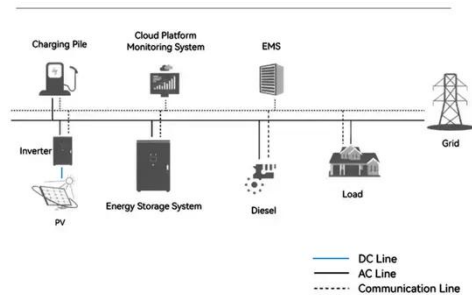 Charging Pile
Cloud Platform
Monitoring System
EMS
Grid
Inverter
PV
Energy Storage System
Diesel
Load
DC Line
AC Line
Communication Line